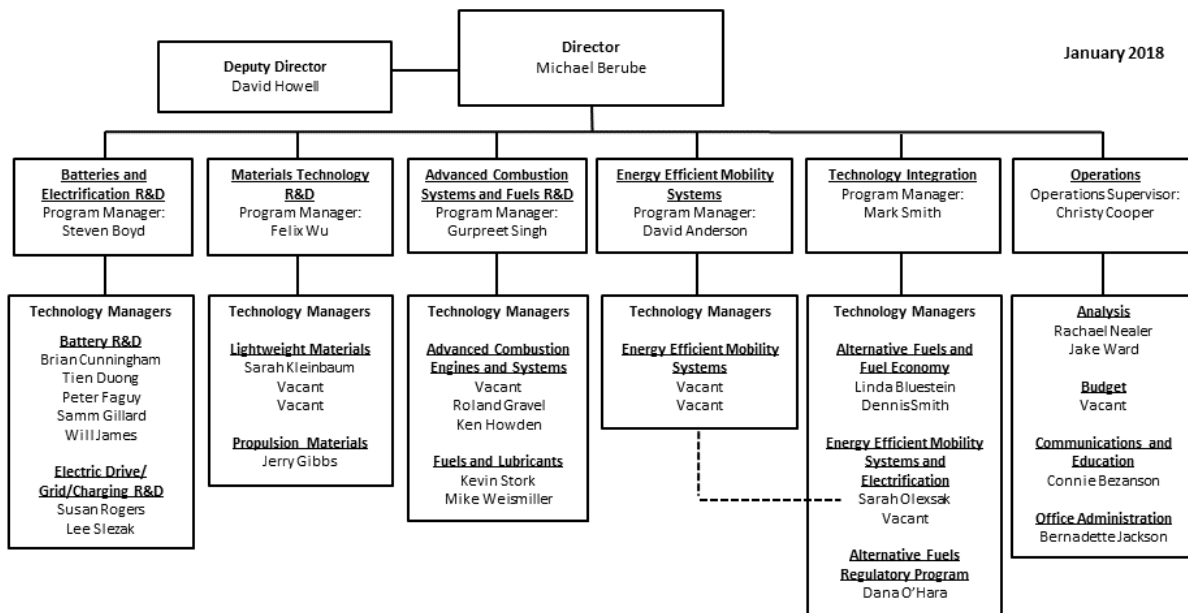 Director
Michael Berube
Deputy Director
David Howell
January 2018
Batteries and
Electrification R&D
Program Manager:
Steven Boyd
Materials Technology
R&D
Program Manager:
Felix Wu
Advanced Combustion
Systems and Fuels R&D
Program Manager:
Gurpreet Singh
Energy Efficient Mobility
Systems
Program Manager:
David Anderson
Technology Integration
Program Manager:
Mark Smith
Operations
Operations Supervisor:
Christy Cooper
Technology Managers
Battery R&D
Brian Cunningham
Tien Duong
Peter Faguy
Samm Gillard
Will James
Electric Drive/
Grid/Charging R&D
Susan Rogers
Lee Slezak
Technology Managers
Lightweight Materials
Sarah Kleinbaum
Vacant
Vacant
Propulsion Materials
Jerry Gibbs
Technology Managers
Advanced Combustion
Engines and Systems
Vacant
Roland Gravel
Ken Howden
Fuels and Lubricants
Kevin Stork
Mike Weismiller
Technology Managers
Energy Efficient Mobility
Systems
Vacant
Vacant
Technology Managers
Alternative Fuels and
Fuel Economy
Linda Bluestein
Dennis Smith
Energy Efficient Mobility
Systems and
Electrification
Sarah Olexsak
Vacant
Alternative Fuels
Regulatory Program
Dana O'Hara
Analysis
Rachael Nealer
Jake Ward
Budget
Vacant
Communications and
Education
Connie Bezanson
Office Administration
Bernadette Jackson